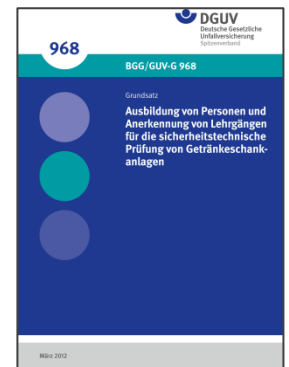 DGUV
Deutsche Gesetzliche
Unfallversicherung
Spitzenverband
968
BGG/GUV-G 968
Grundsatz
Ausbildung von Personen und
Anerkennung von Lehrgängen
für die sicherheitstechnische
Prüfung von Getränkeschank-
anlagen
März 2012